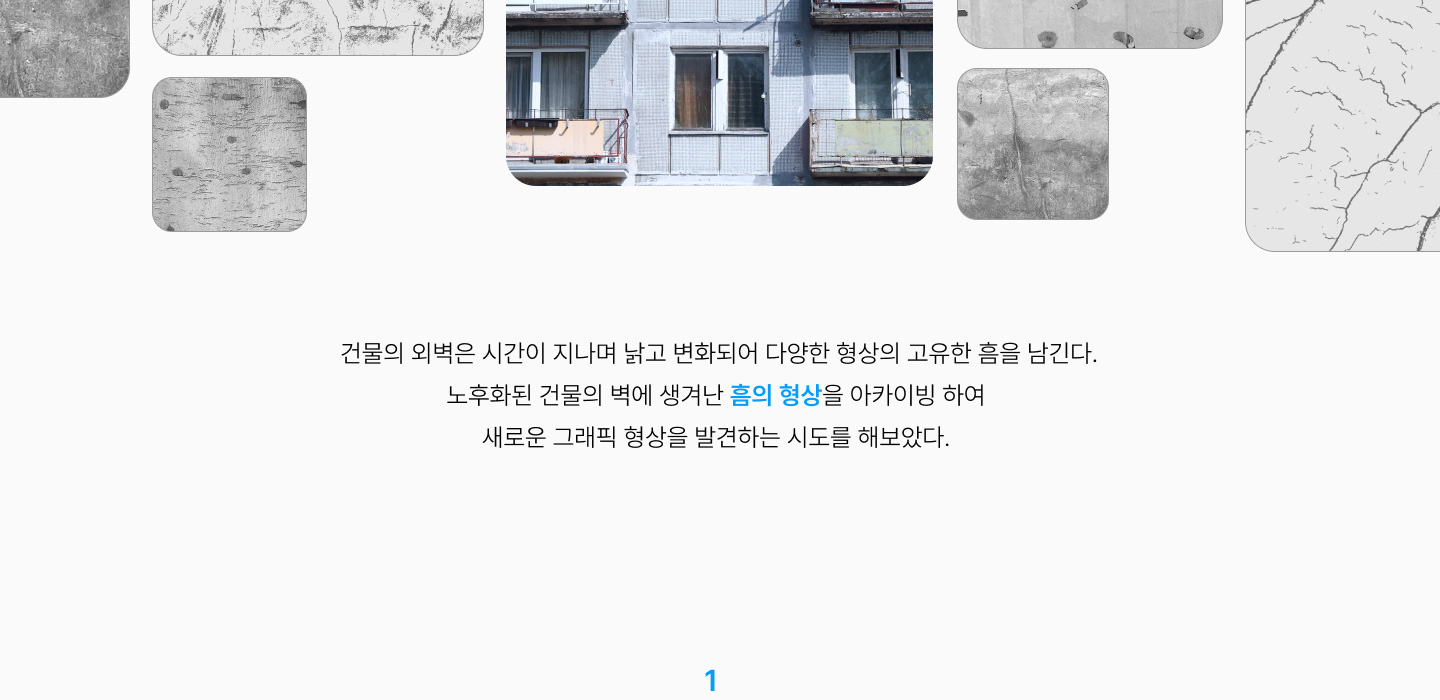 건물의 외벽은 시간이 지나며 낡고 변화되어 다양한 형상의 고유한 흠을 남긴다.
노후화된 건물의 벽에 생겨난 흠의 형상을 아카이빙 하여
새로운 그래픽 형상을 발견하는 시도를 해보았다.
1